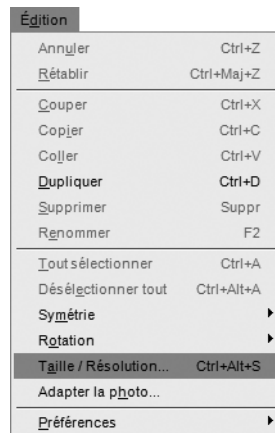 Édition
Annuler Ctrl+Z
Rétablir Ctrl+Maj+Z
Couper Ctrl+X
Copier Ctrl+C
Coller Ctrl+V
Dupliquer Ctrl+D
Supprimer Suppr
Renommer F2
Tout sélectionner Ctrl+A
Désélectionner tout Ctrl+Alt+A
Symétrie
Rotation
Taille / Résolution... Ctrl+Alt+S
Adapter la photo...
Préférences